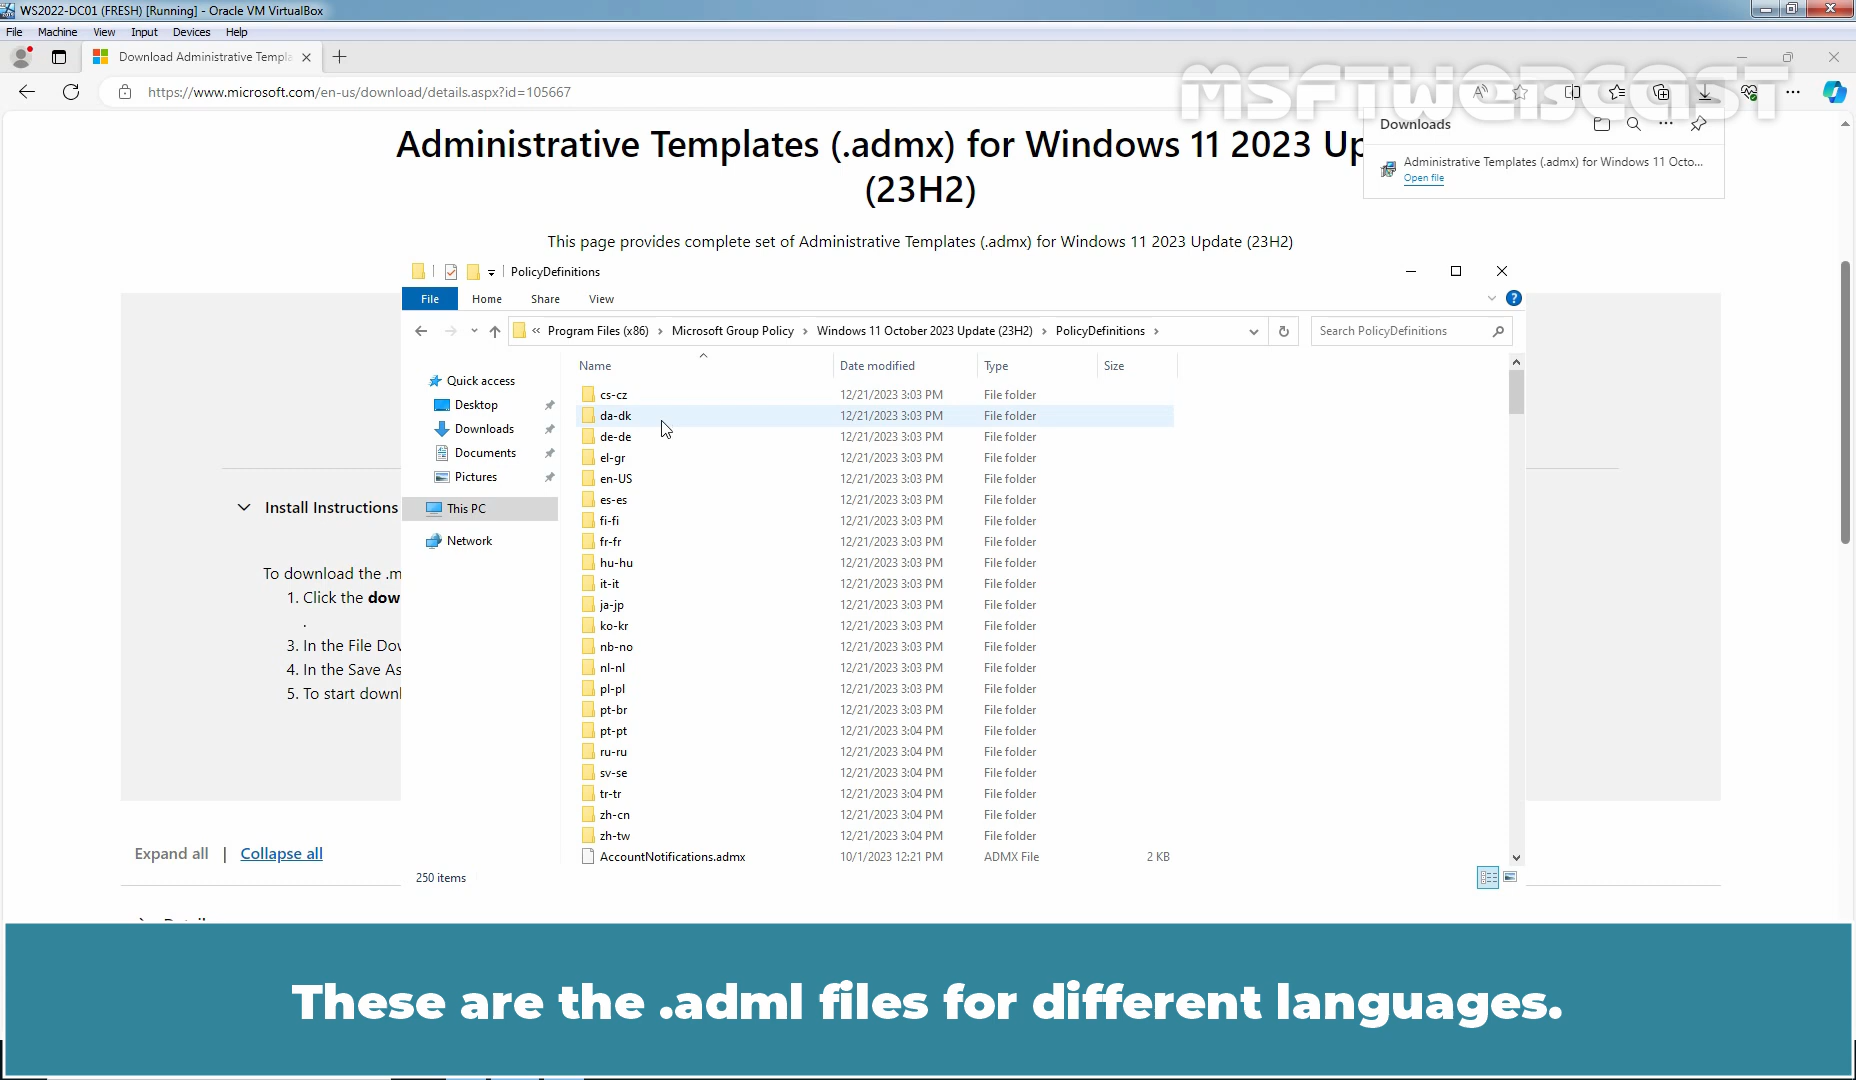 WS2022-DC01 (FRESH) [Running] - Oracle VM VirtualBox
File Machine View Input Devices Help
Download Administrative Templa
https://www.microsoft.com/en-us/download/details.aspx?id=105667
MSFTWEBCAST
Administrative Templates (.admx) for Windows 11 2023 Up
(23H2)
Downloads
Administrative Templates (.admx) for Windows 11 Octo...
Open file
This page provides complete set of Administrative Templates (.admx) for Windows 11 2023 Update (23H2)
PolicyDefinitions
File Home Share View
« Program Files (x86) › Microsoft Group Policy › Windows 11 October 2023 Update (23H2) › PolicyDefinitions ›
Search PolicyDefinitions
Name Date modified Type Size
Quick access
Desktop
Downloads
Documents
Pictures
This PC
Network
cs-cz 12/21/2023 3:03 PM File folder
da-dk 12/21/2023 3:03 PM File folder
de-de 12/21/2023 3:03 PM File folder
el-gr 12/21/2023 3:03 PM File folder
en-US 12/21/2023 3:03 PM File folder
es-es 12/21/2023 3:03 PM File folder
fi-fi 12/21/2023 3:03 PM File folder
fr-fr 12/21/2023 3:03 PM File folder
hu-hu 12/21/2023 3:03 PM File folder
it-it 12/21/2023 3:03 PM File folder
ja-jp 12/21/2023 3:03 PM File folder
ko-kr 12/21/2023 3:03 PM File folder
nb-no 12/21/2023 3:03 PM File folder
nl-nl 12/21/2023 3:03 PM File folder
pl-pl 12/21/2023 3:03 PM File folder
pt-br 12/21/2023 3:03 PM File folder
pt-pt 12/21/2023 3:04 PM File folder
ru-ru 12/21/2023 3:04 PM File folder
sv-se 12/21/2023 3:04 PM File folder
tr-tr 12/21/2023 3:04 PM File folder
zh-cn 12/21/2023 3:04 PM File folder
zh-tw 12/21/2023 3:04 PM File folder
AccountNotifications.admx 10/1/2023 12:21 PM ADMX File 2 KB
250 items
Install Instructions
To download the .m
1. Click the dow
.
3. In the File Dov
4. In the Save As
5. To start downl
Expand all | Collapse all
These are the .adml files for different languages.